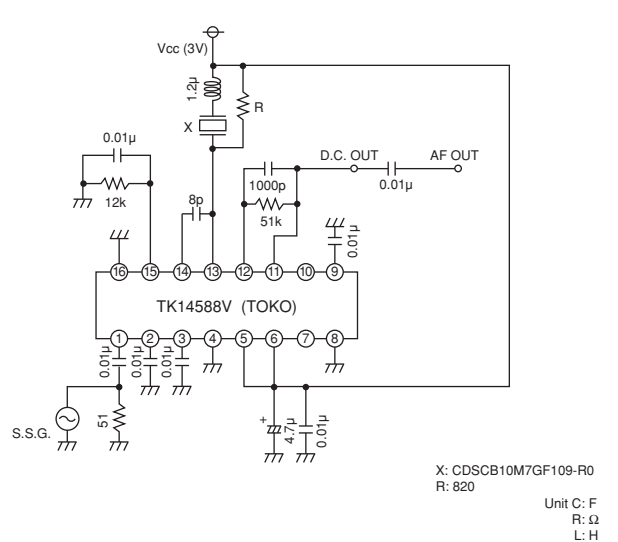 Vcc (3V)
1.2μ
R
X
0.01μ
12k
8p
1000p
51k
D.C. OUT
0.01μ
AF OUT
0.01μ
16 15 14 13 12 11 10 9
TK14588V (TOKO)
1 2 3 4 5 6 7 8
0.01μ
0.01μ
0.01μ
S.S.G.
51
+
4.7μ
0.01μ
X: CDSCB10M7GF109-R0
R: 820
Unit C: F
R: Ω
L: H